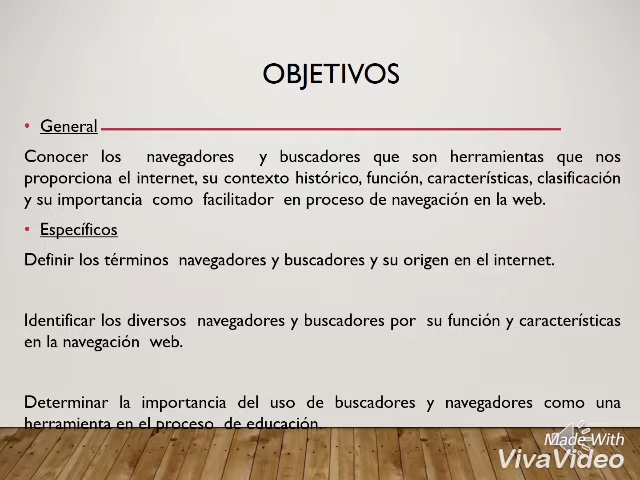 OBJETIVOS
• General
Conocer los navegadores y buscadores que son herramientas que nos
proporciona el internet, su contexto histórico, función, características, clasificación
y su importancia como facilitador en proceso de navegación en la web.
• Específicos
Definir los términos navegadores y buscadores y su origen en el internet.
Identificar los diversos navegadores y buscadores por su función y características
en la navegación web.
Determinar la importancia del uso de buscadores y navegadores como una
herramienta en el proceso de educación.
Made With
VivaVideo